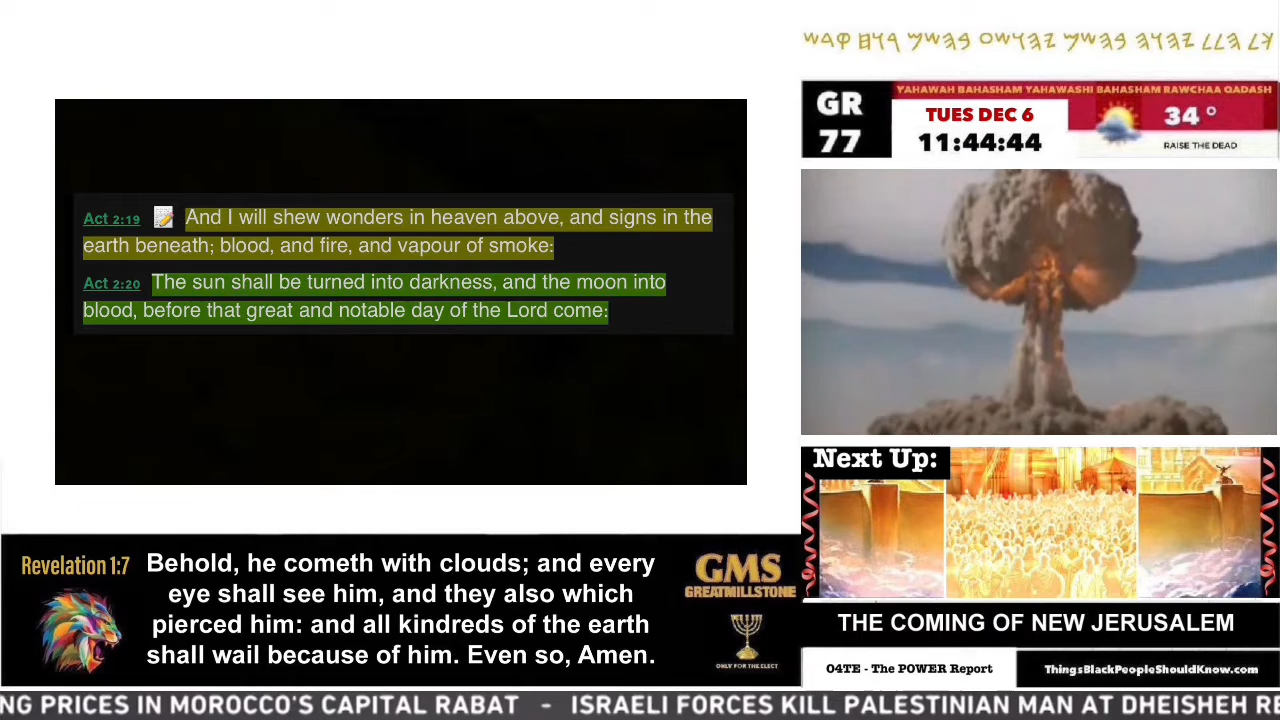 Act 2:19 And I will shew wonders in heaven above, and signs in the
earth beneath; blood, and fire, and vapour of smoke:
Act 2:20 The sun shall be turned into darkness, and the moon into
blood, before that great and notable day of the Lord come:
GR
77
YAHAWAH BAHASHAM YAHAWASHI BAHASHAM RAWCHAA QADASH
TUES DEC 6
11:44:44
34°
RAISE THE DEAD
Next Up:
Revelation 1:7
Behold, he cometh with clouds; and every
eye shall see him, and they also which
pierced him: and all kindreds of the earth
shall wail because of him. Even so, Amen.
GMS
GREATMILLSTONE
ONLY FOR THE ELECT
THE COMING OF NEW JERUSALEM
O4TE - The POWER Report
ThingsBlackPeopleShouldKnow.com
NG PRICES IN MOROCCO'S CAPITAL RABAT - ISRAELI FORCES KILL PALESTINIAN MAN AT DHEISHEH RE